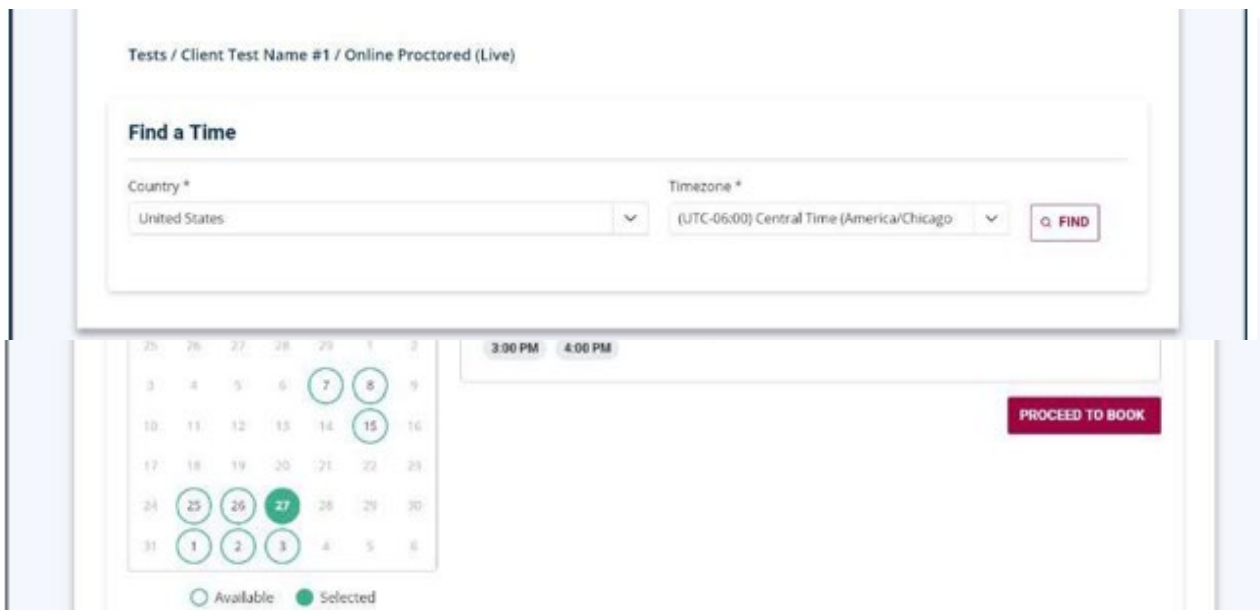 Tests / Client Test Name #1 / Online Proctored (Live)
Find a Time
Country *
Timezone *
United States
(UTC-06:00) Central Time (America/Chicago
FIND
25 26 27 28 29 1 2
3:00 PM 4:00 PM
3 4 5 6 7 8 9
PROCEED TO BOOK
10 11 12 13 14 15 16
17 18 19 20 21 22 23
24 25 26 27 28 29 30
31 1 2 3 4 5 6
Available Selected